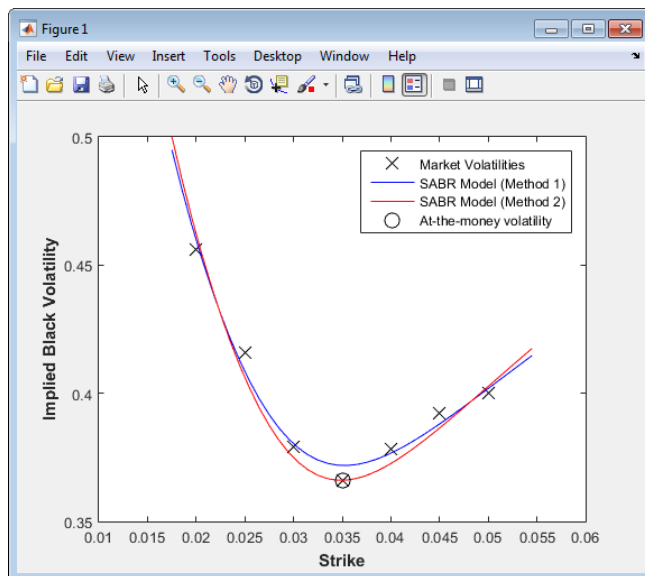 Figure 1
File Edit View Insert Tools Desktop Window Help
0.5
0.45
0.4
0.35
Implied Black Volatility
Market Volatilities
SABR Model (Method 1)
SABR Model (Method 2)
At-the-money volatility
0.01 0.015 0.02 0.025 0.03 0.035 0.04 0.045 0.05 0.055 0.06
Strike